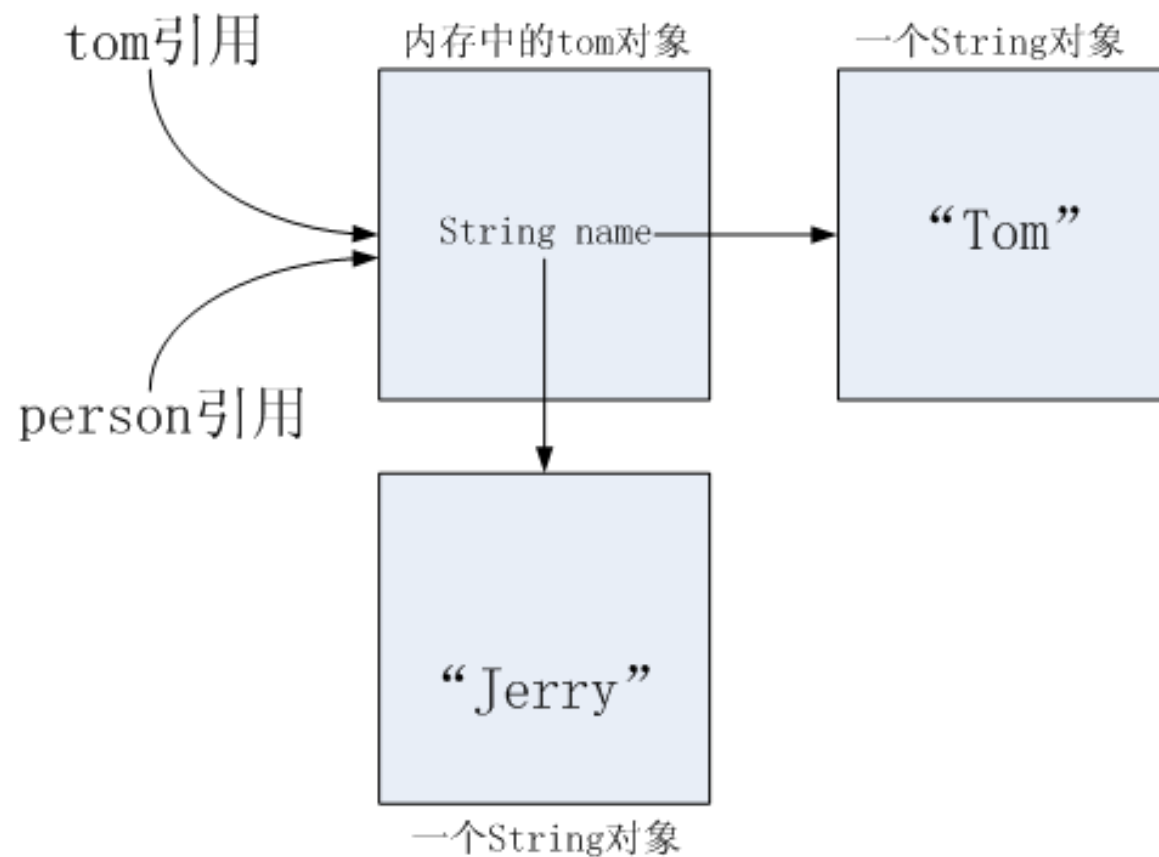 tom引用
内存中的tom对象
一个String对象
String name
“Tom”
person引用
“Jerry”
一个String对象